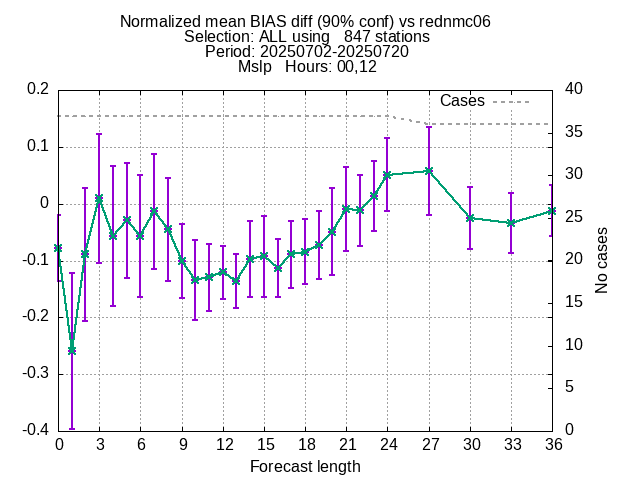 Normalized mean BIAS diff (90% conf) vs rednmc06
Selection: ALL using   847 stations
Period: 20250702-20250720
Mslp   Hours: 00,12
Cases
0.2
0.1
0
-0.1
-0.2
-0.3
-0.4
40
35
30
25
20
15
10
5
0
No cases
0 3 6 9 12 15 18 21 24 27 30 33 36
Forecast length